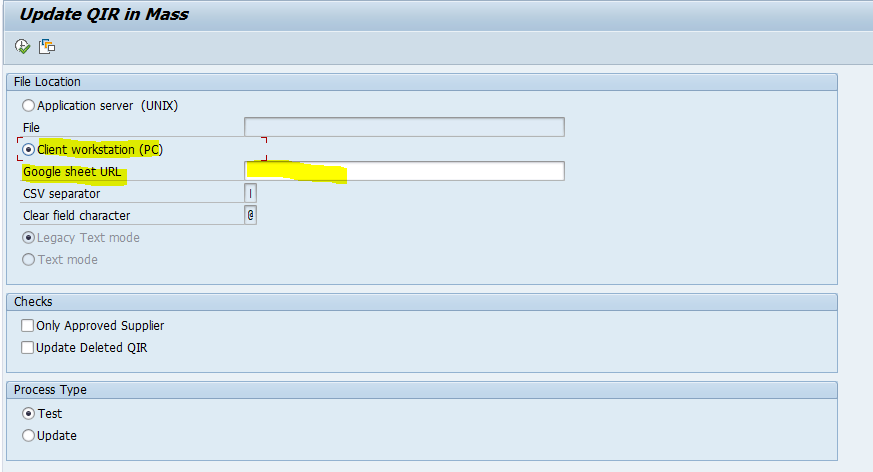 Update QIR in Mass
File Location
Application server (UNIX)
File
Client workstation (PC)
Google sheet URL
CSV separator |
Clear field character @
Legacy Text mode
Text mode
Checks
Only Approved Supplier
Update Deleted QIR
Process Type
Test
Update